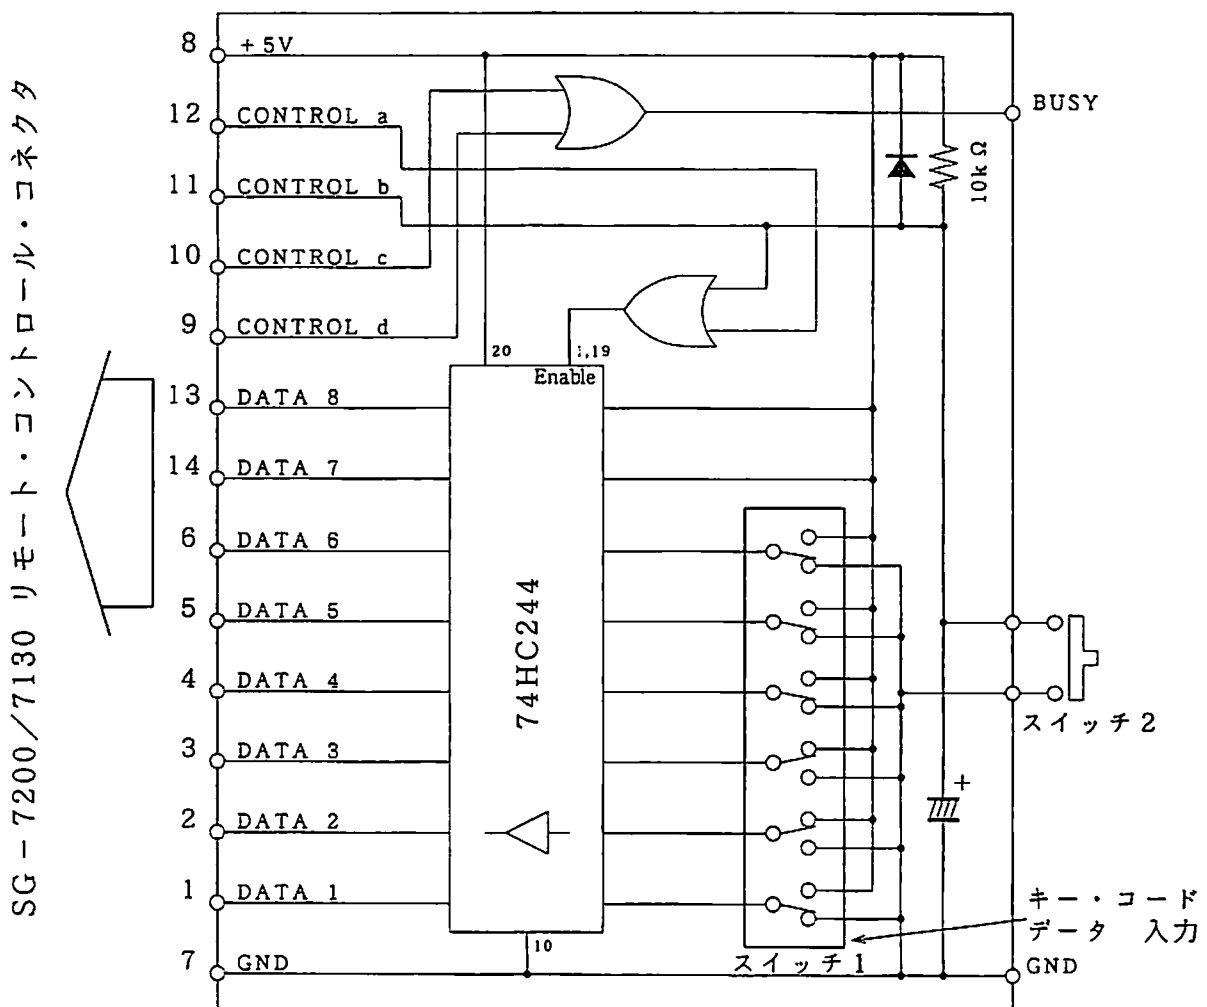 SG-7200/7130 リモート・コントロール・コネクタ
8 +5V
12 CONTROL a
11 CONTROL b
10 CONTROL c
9 CONTROL d
13 DATA 8
14 DATA 7
6 DATA 6
5 DATA 5
4 DATA 4
3 DATA 3
2 DATA 2
1 DATA 1
7 GND
20
1,19
Enable
74HC244
10
BUSY
10kΩ
スイッチ2
+
キー・コード
データ 入力
スイッチ1
GND